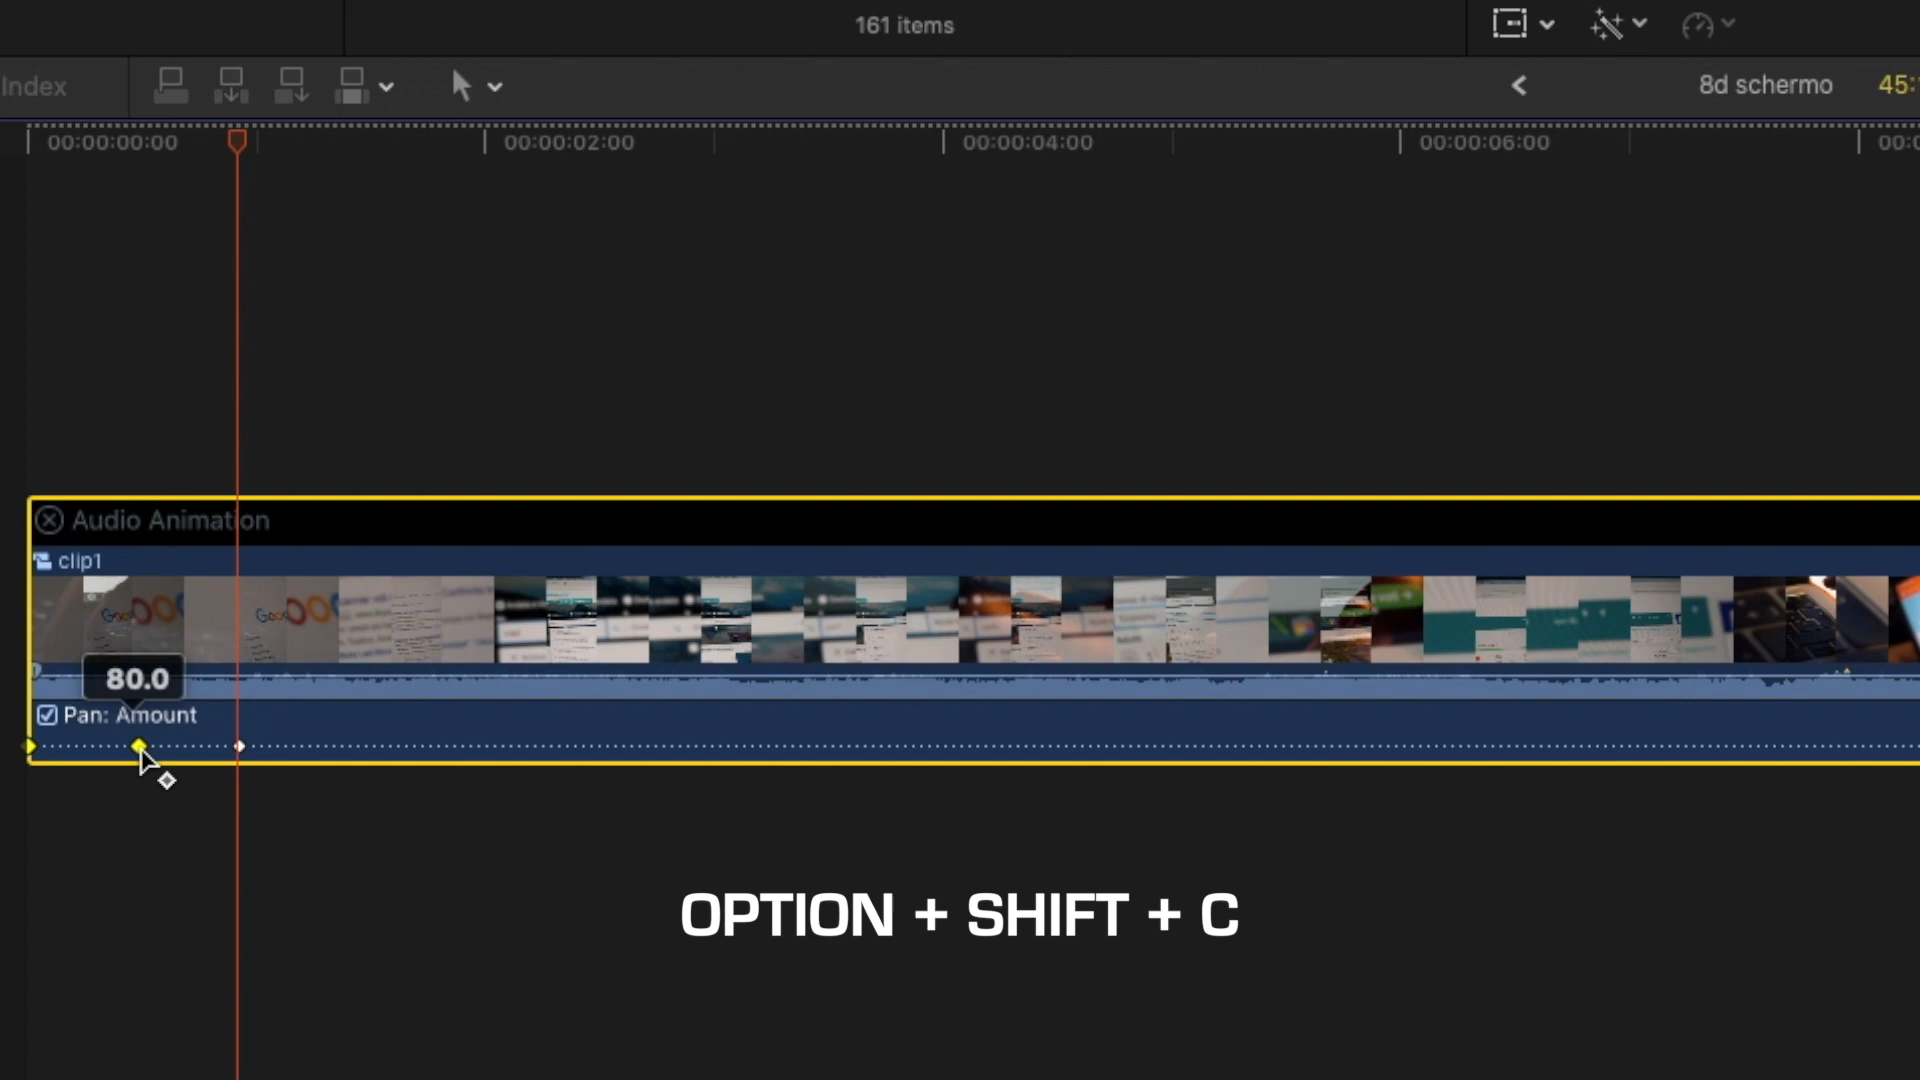 161 items
Index
8d schermo
45:
00:00:00:00
00:00:02:00
00:00:04:00
00:00:06:00
Audio Animation
clip1
80.0
Pan: Amount
OPTION + SHIFT + C